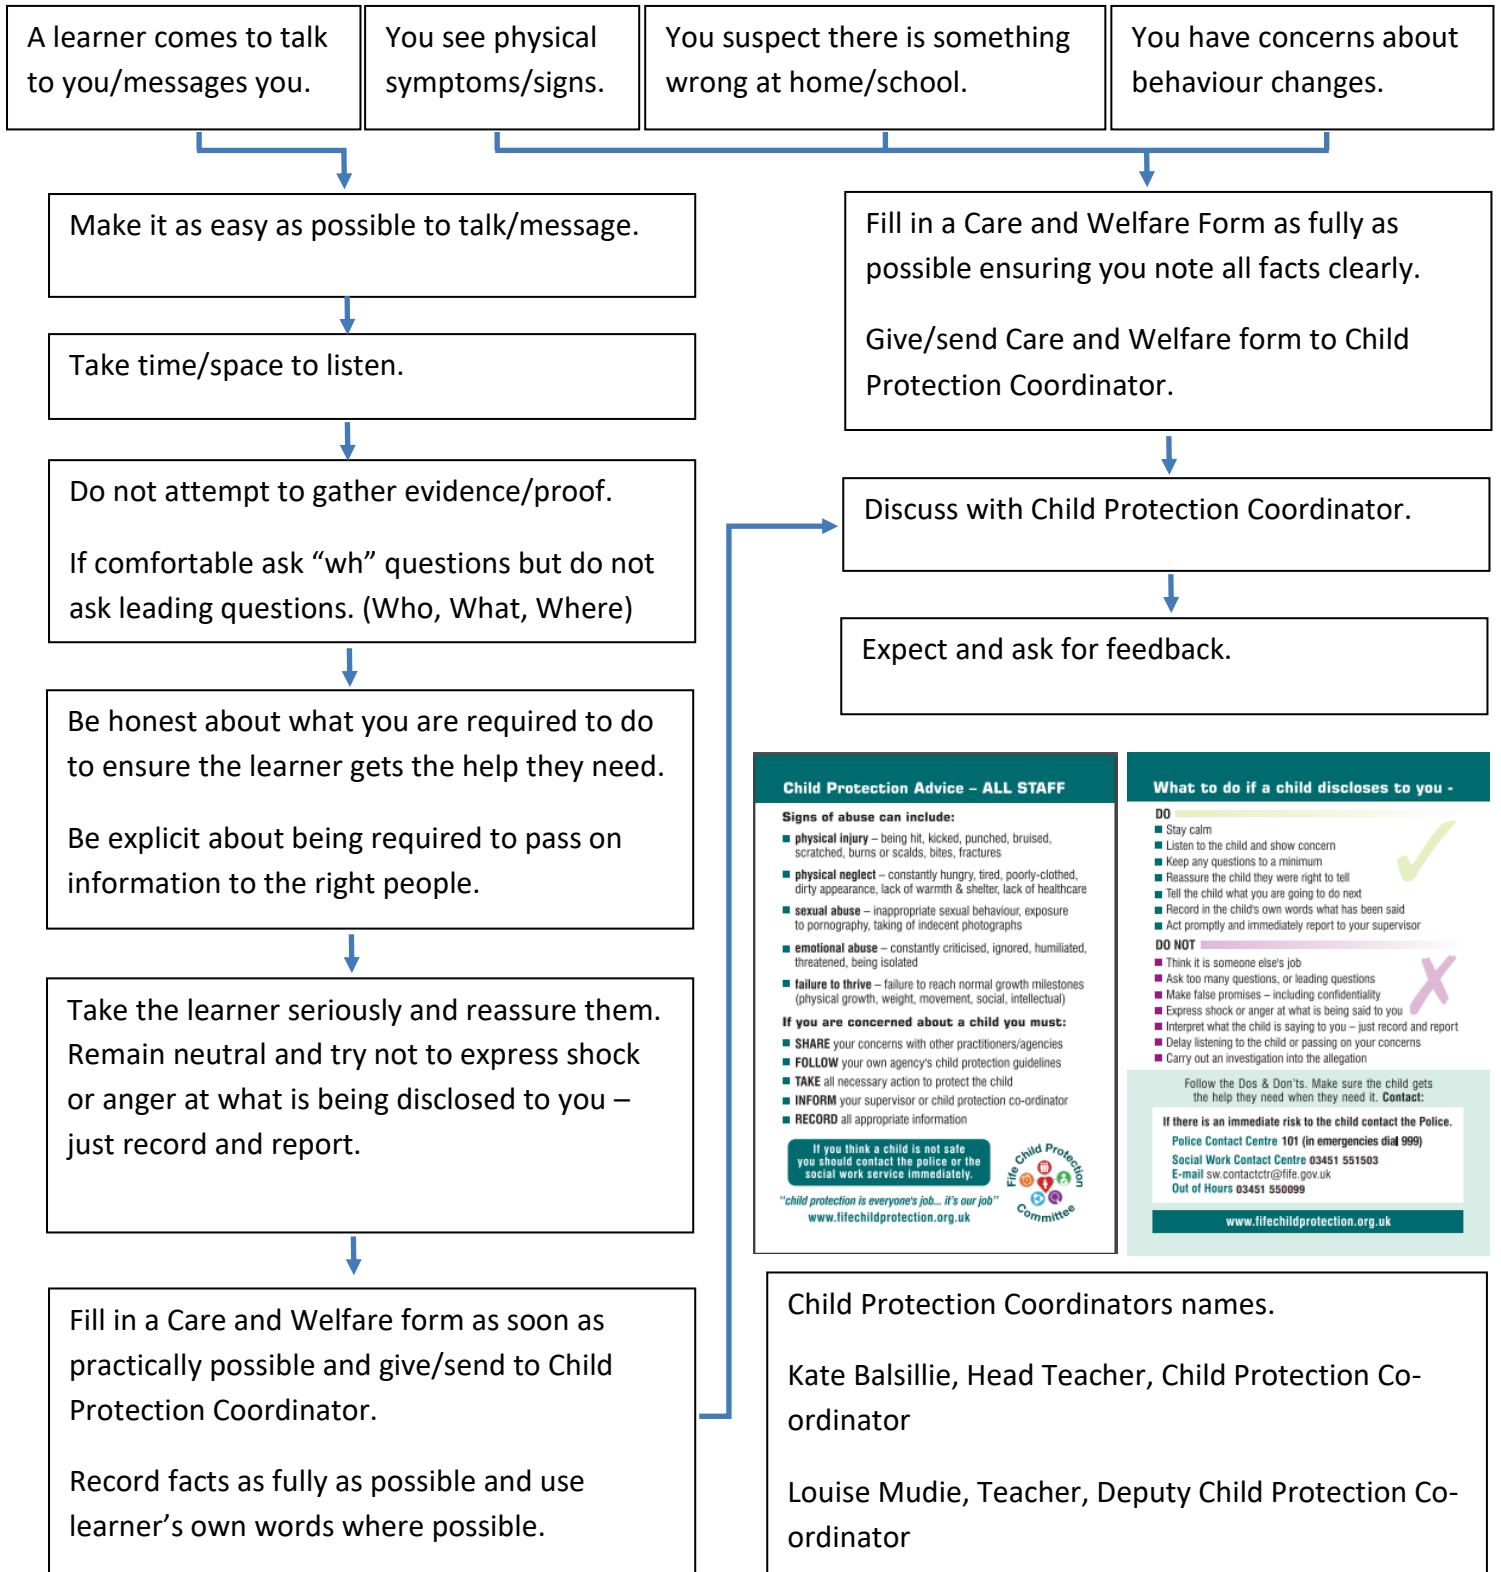 A learner comes to talk
to you/messages you.
You see physical
symptoms/signs.
You suspect there is something
wrong at home/school.
You have concerns about
behaviour changes.
Make it as easy as possible to talk/message.
Take time/space to listen.
Do not attempt to gather evidence/proof.
If comfortable ask “wh” questions but do not
ask leading questions. (Who, What, Where)
Be honest about what you are required to do
to ensure the learner gets the help they need.
Be explicit about being required to pass on
information to the right people.
Take the learner seriously and reassure them.
Remain neutral and try not to express shock
or anger at what is being disclosed to you –
just record and report.
Fill in a Care and Welfare form as soon as
practically possible and give/send to Child
Protection Coordinator.
Record facts as fully as possible and use
learner’s own words where possible.
Fill in a Care and Welfare Form as fully as
possible ensuring you note all facts clearly.
Give/send Care and Welfare form to Child
Protection Coordinator.
Discuss with Child Protection Coordinator.
Expect and ask for feedback.
Child Protection Advice – ALL STAFF
Signs of abuse can include:
physical injury – being hit, kicked, punched, bruised,
scratched, burns or scalds, bites, fractures
physical neglect – constantly hungry, tired, poorly-clothed,
dirty appearance, lack of warmth & shelter, lack of healthcare
sexual abuse – inappropriate sexual behaviour, exposure
to pornography, taking of indecent photographs
emotional abuse – constantly criticised, ignored, humiliated,
threatened, being isolated
failure to thrive – failure to reach normal growth milestones
(physical growth, weight, movement, social, intellectual)
If you are concerned about a child you must:
SHARE your concerns with other practitioners/agencies
FOLLOW your own agency's child protection guidelines
TAKE all necessary action to protect the child
INFORM your supervisor or child protection co-ordinator
RECORD all appropriate information
If you think a child is not safe
you should contact the police or the
social work service immediately.
"child protection is everyone's job... it's our job"
www.fifechildprotection.org.uk
Fife Child Protection
Committee
What to do if a child discloses to you -
DO
Stay calm
Listen to the child and show concern
Keep any questions to a minimum
Reassure the child they were right to tell
Tell the child what you are going to do next
Record in the child's own words what has been said
Act promptly and immediately report to your supervisor
DO NOT
Think it is someone else's job
Ask too many questions, or leading questions
Make false promises – including confidentiality
Express shock or anger at what is being said to you
Interpret what the child is saying to you – just record and report
Delay listening to the child or passing on your concerns
Carry out an investigation into the allegation
Follow the Dos & Don'ts. Make sure the child gets
the help they need when they need it. Contact:
If there is an immediate risk to the child contact the Police.
Police Contact Centre 101 (in emergencies dial 999)
Social Work Contact Centre 03451 551503
E-mail sw.contactctr@fife.gov.uk
Out of Hours 03451 550099
www.fifechildprotection.org.uk
Child Protection Coordinators names.
Kate Balsillie, Head Teacher, Child Protection Co-
ordinator
Louise Mudie, Teacher, Deputy Child Protection Co-
ordinator